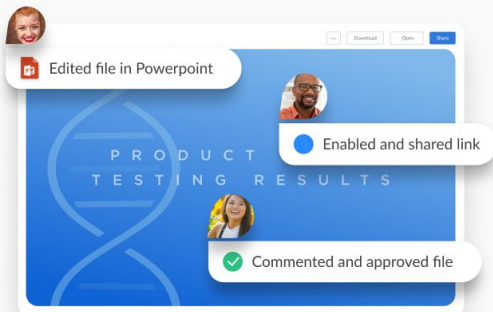 ... Download Open Share
Edited file in Powerpoint
Enabled and shared link
PRODUCT
TESTING RESULTS
Commented and approved file